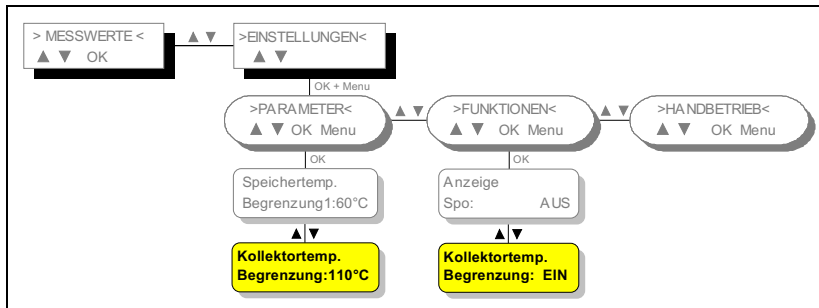 > MESSWERTE <
▲ ▼ OK
▲ ▼
>EINSTELLUNGEN<
▲ ▼
OK + Menu
>PARAMETER<
▲ ▼ OK Menu
▲ ▼
>FUNKTIONEN<
▲ ▼ OK Menu
▲ ▼
>HANDBETRIEB<
▲ ▼ OK Menu
OK
OK
Speichertemp.
Begrenzung1:60°C
Anzeige
Spo: AUS
▲ ▼
▲ ▼
Kollektortemp.
Begrenzung:110°C
Kollektortemp.
Begrenzung: EIN